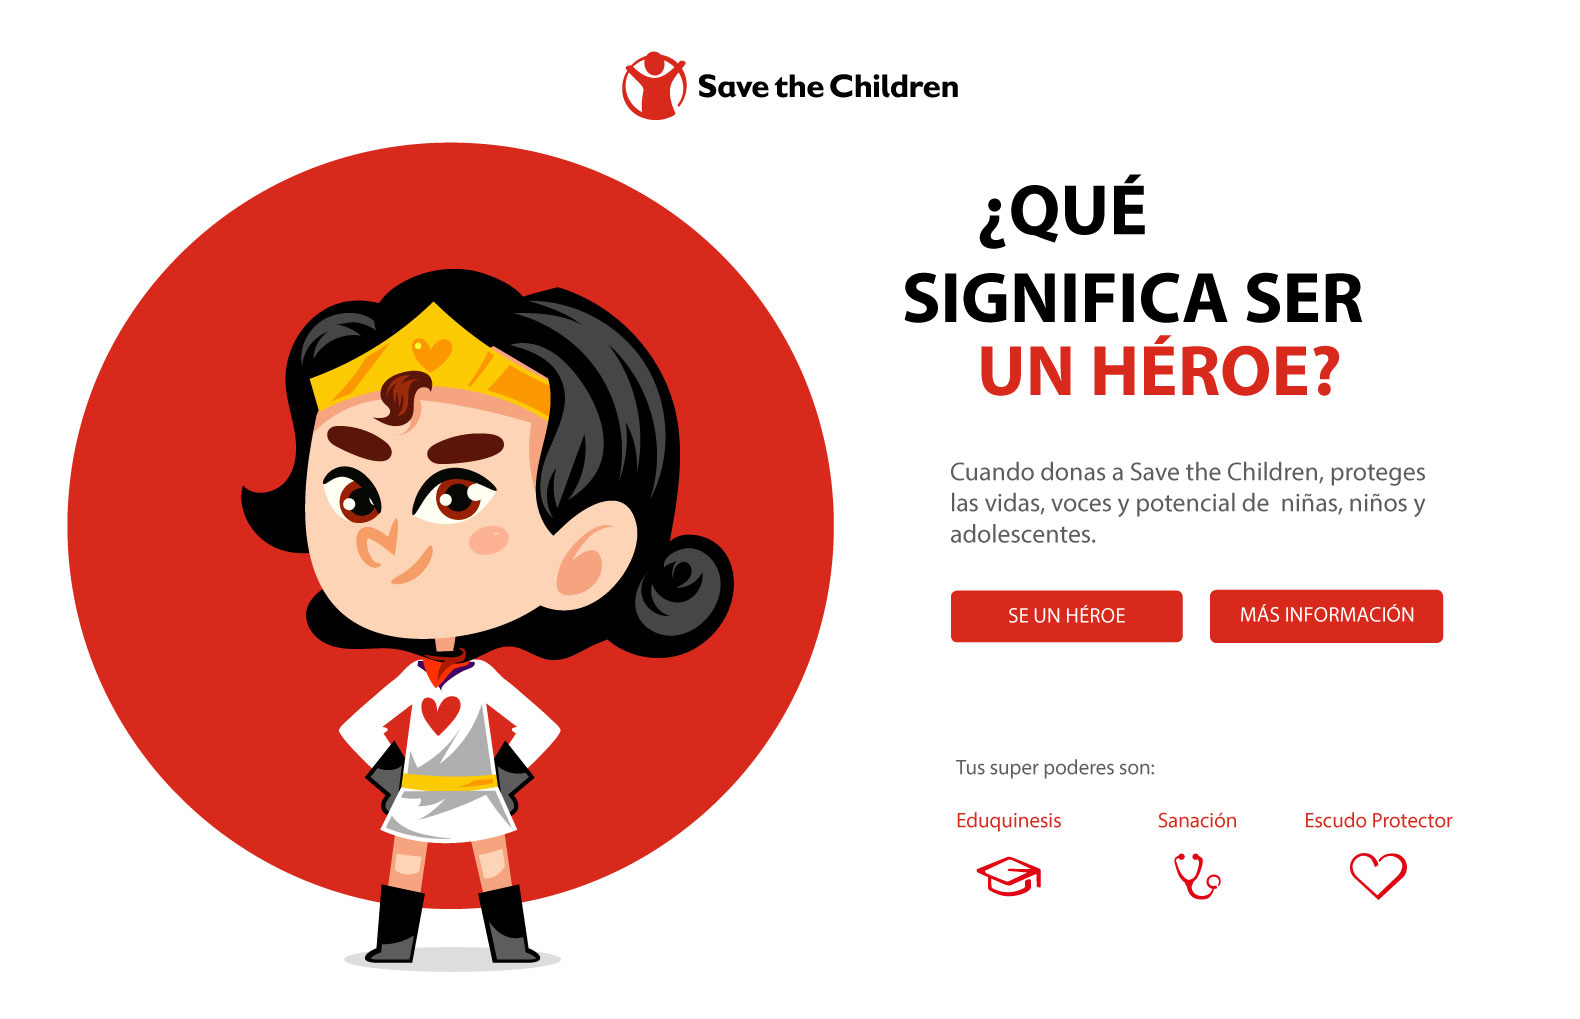 Save the Children
¿QUÉ
SIGNIFICA SER
UN HÉROE?
Cuando donas a Save the Children, proteges
las vidas, voces y potencial de niñas, niños y
adolescentes.
SE UN HÉROE
MÁS INFORMACIÓN
Tus super poderes son:
Eduquinesis
Sanación
Escudo Protector